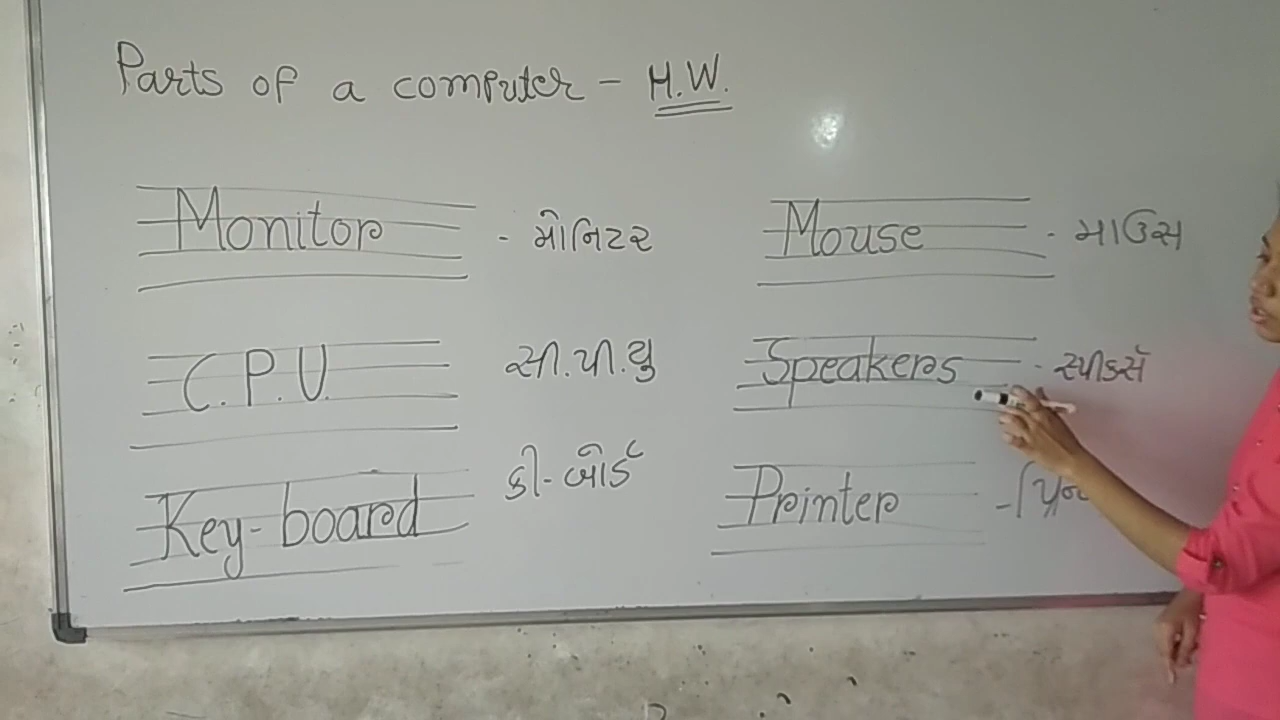 Parts of a computer - H.W.
Monitor - મોનિટર
Mouse - માઉસ
C.P.U. સી.પી.યુ
Speakers - સ્પીકર્સ
Key-board કી-બોર્ડ
Printer -